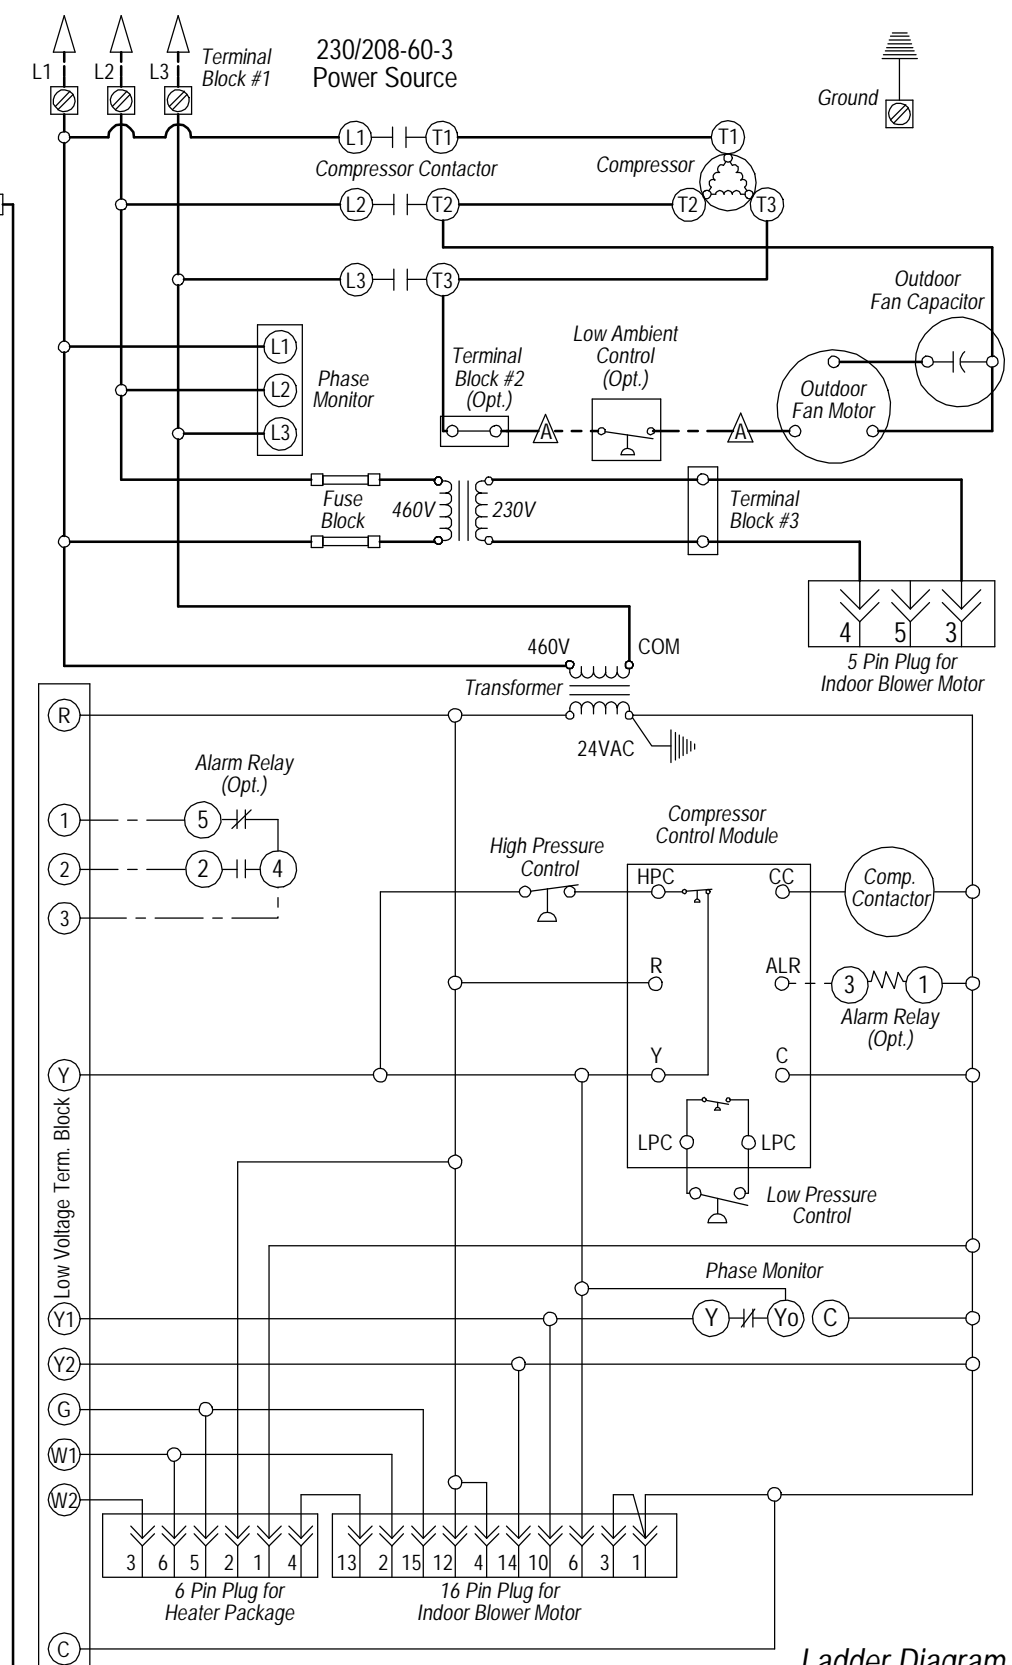 230/208-60-3
Power Source
L1
L2
L3
Terminal
Block #1
Ground
L1
T1
T1
Compressor Contactor
Compressor
L2
T2
T2
T3
L3
T3
Outdoor
Fan Capacitor
L1
L2
L3
Phase
Monitor
Terminal
Block #2
(Opt.)
Low Ambient
Control
(Opt.)
Outdoor
Fan Motor
A
A
Fuse
Block
460V
230V
Terminal
Block #3
4
5
3
5 Pin Plug for
Indoor Blower Motor
460V
COM
Transformer
24VAC
R
Alarm Relay
(Opt.)
1
5
2
2
4
3
High Pressure
Control
Compressor
Control Module
HPC
CC
Comp.
Contactor
R
ALR
3
1
Alarm Relay
(Opt.)
Y
Y
C
LPC
LPC
Low Pressure
Control
Low Voltage Term. Block
Phase Monitor
Y1
Y
Yo
C
Y2
G
W1
W2
3
6
5
2
1
4
13
2
15
12
4
14
10
6
3
1
6 Pin Plug for
Heater Package
16 Pin Plug for
Indoor Blower Motor
C
Ladder Diagram